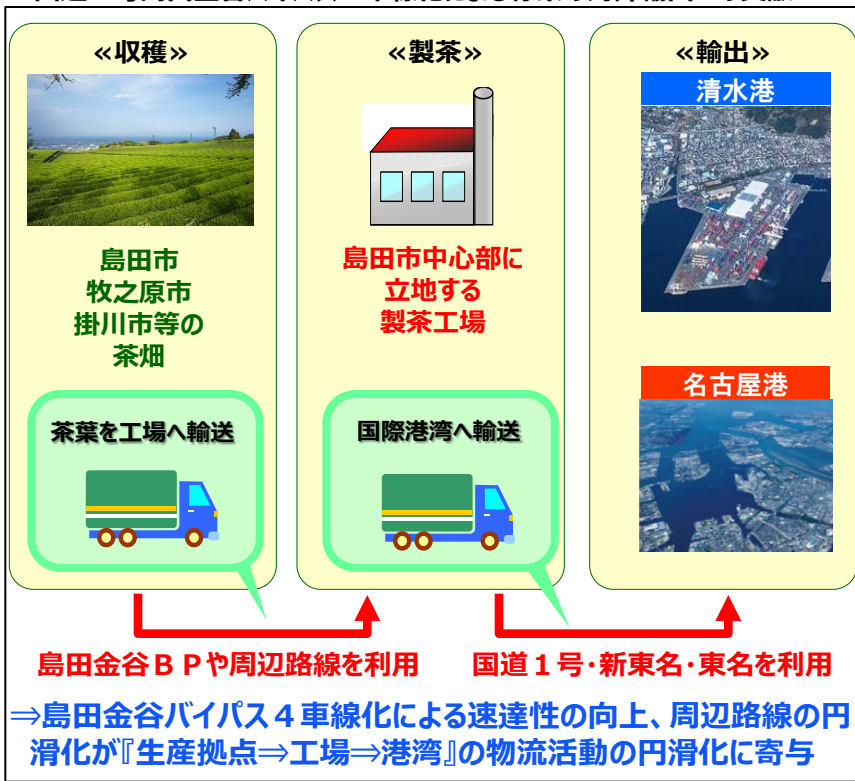 «収穫»
島田市
牧之原市
掛川市等の
茶畑
茶葉を工場へ輸送
«製茶»
島田市中心部に
立地する
製茶工場
国際港湾へ輸送
«輸出»
清水港
名古屋港
島田金谷ＢＰや周辺路線を利用
国道１号・新東名・東名を利用
⇒島田金谷バイパス４車線化による速達性の向上、周辺路線の円
滑化が『生産拠点⇒工場⇒港湾』の物流活動の円滑化に寄与